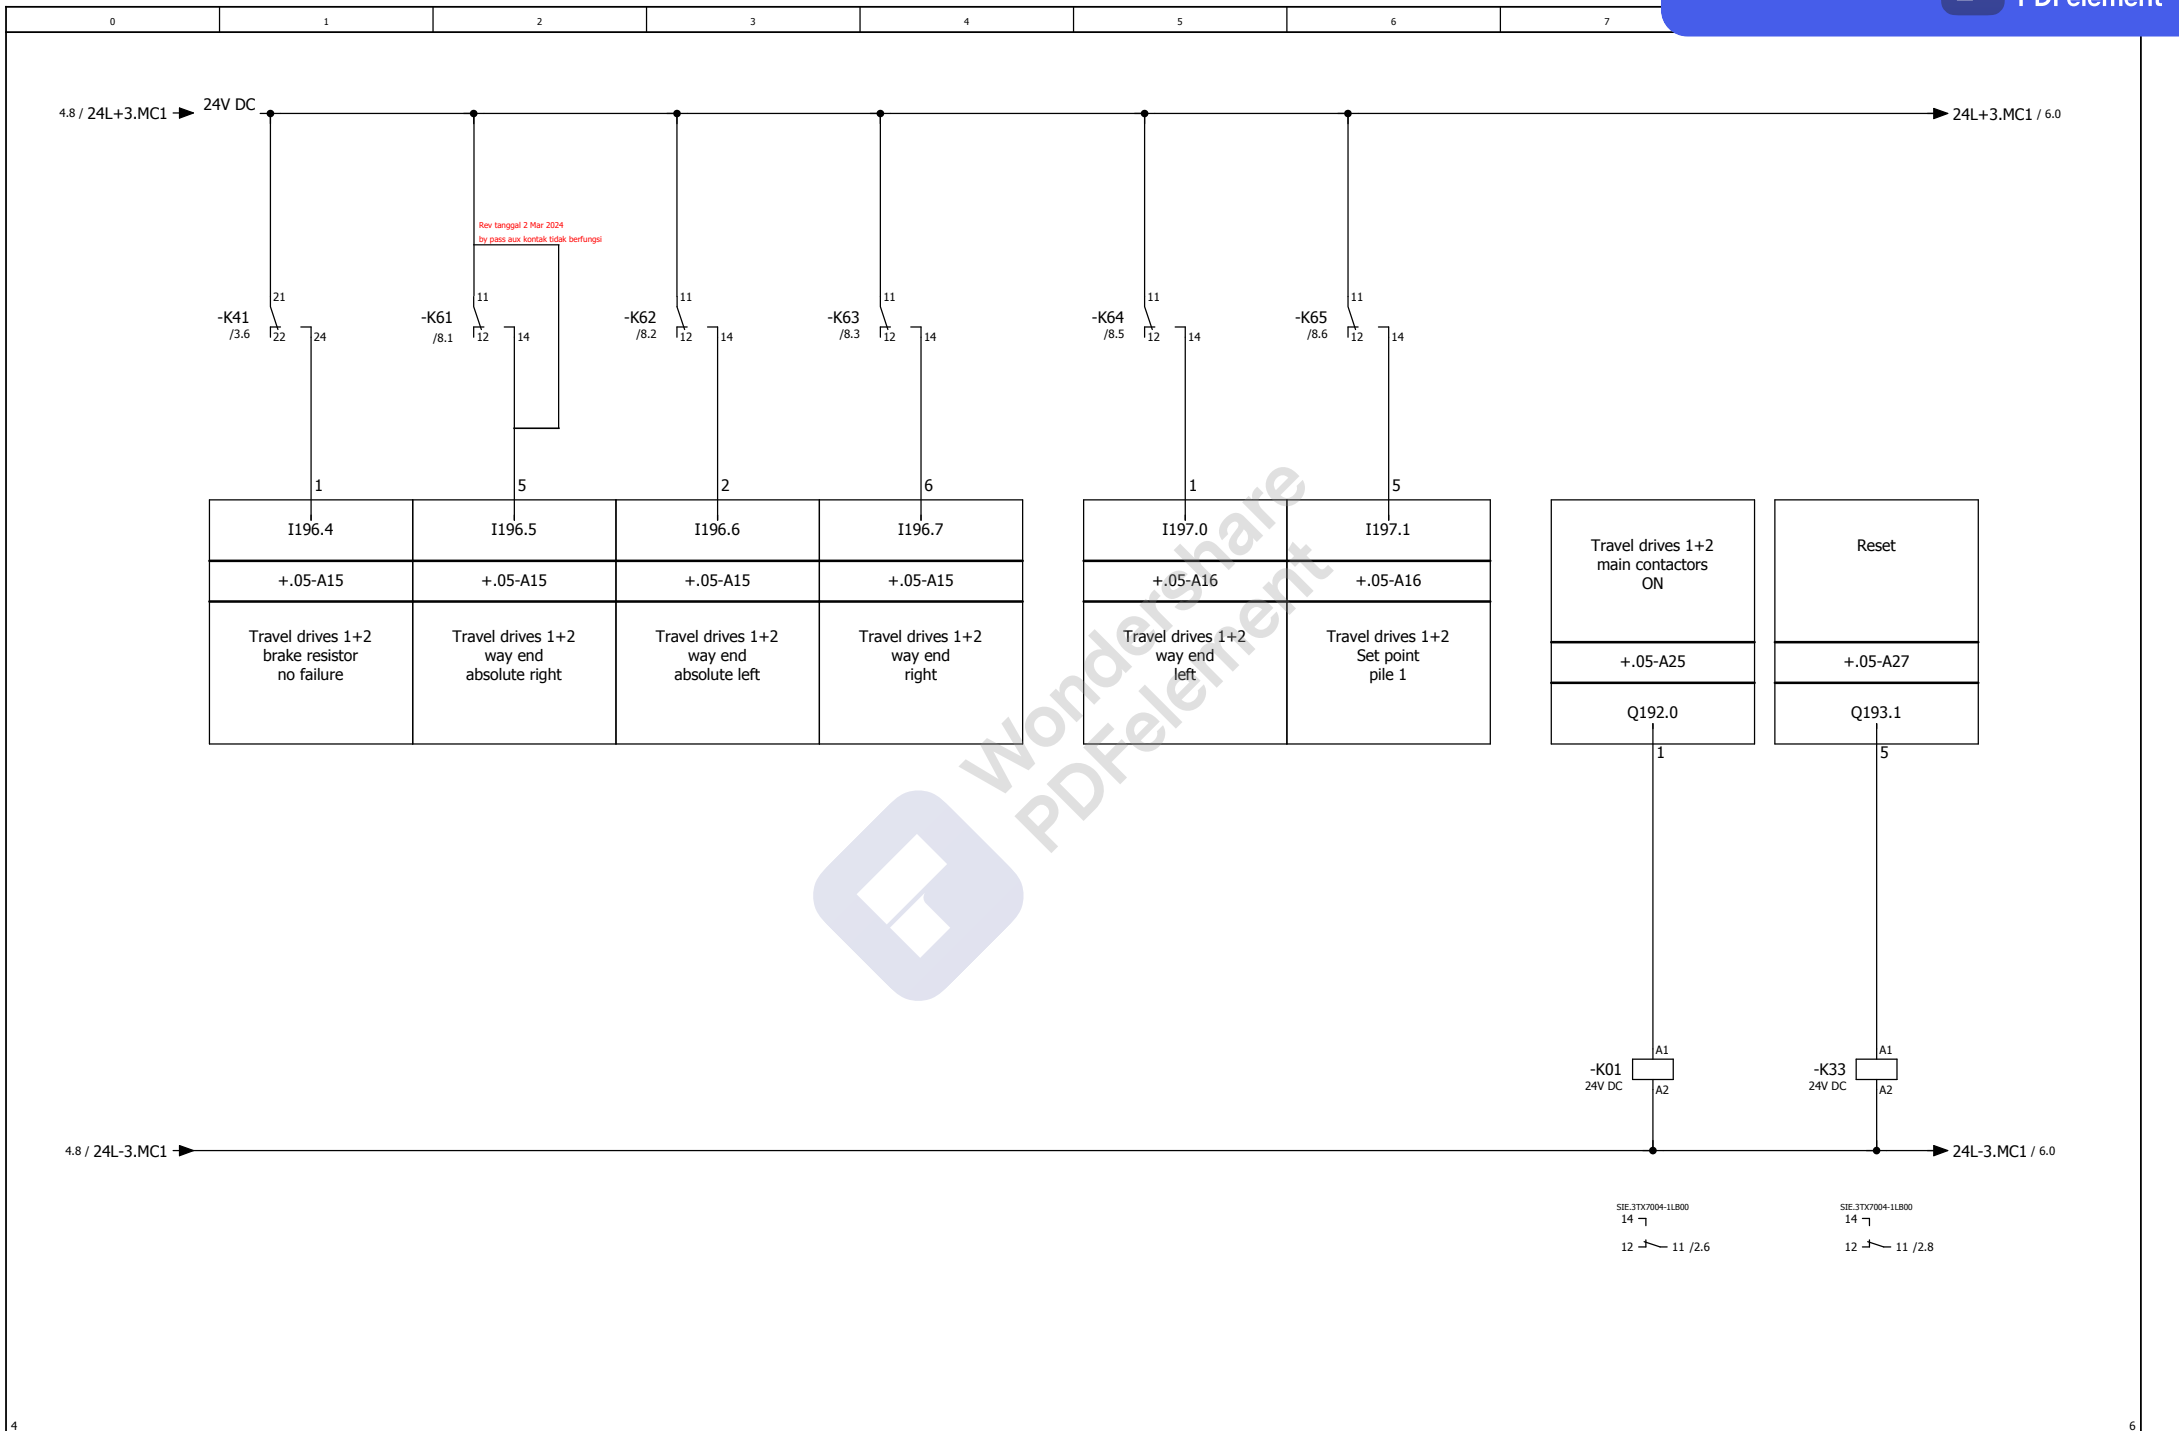 PDFelement
0 1 2 3 4 5 6 7
4.8 / 24L+3.MC1
24V DC
24L+3.MC1 / 6.0
Rev tanggal 2 Mar 2024
by pass aux kontak tidak berfungsi
-K41
/3.6
21
22
24
-K61
/8.1
11
12
14
-K62
/8.2
11
12
14
-K63
/8.3
11
12
14
-K64
/8.5
11
12
14
-K65
/8.6
11
12
14
1 5 2 6 1 5
I196.4 I196.5 I196.6 I196.7 I197.0 I197.1
+.05-A15 +.05-A15 +.05-A15 +.05-A15 +.05-A16 +.05-A16
Travel drives 1+2
brake resistor
no failure
Travel drives 1+2
way end
absolute right
Travel drives 1+2
way end
absolute left
Travel drives 1+2
way end
right
Travel drives 1+2
way end
left
Travel drives 1+2
Set point
pile 1
Travel drives 1+2
main contactors
ON
+.05-A25
Q192.0
1
Reset
+.05-A27
Q193.1
5
Wondershare
PDFelement
-K01
24V DC
A1
A2
-K33
24V DC
A1
A2
4.8 / 24L-3.MC1
24L-3.MC1 / 6.0
SIE.3TX7004-1LB00
14
12 11 /2.6
SIE.3TX7004-1LB00
14
12 11 /2.8
4
6